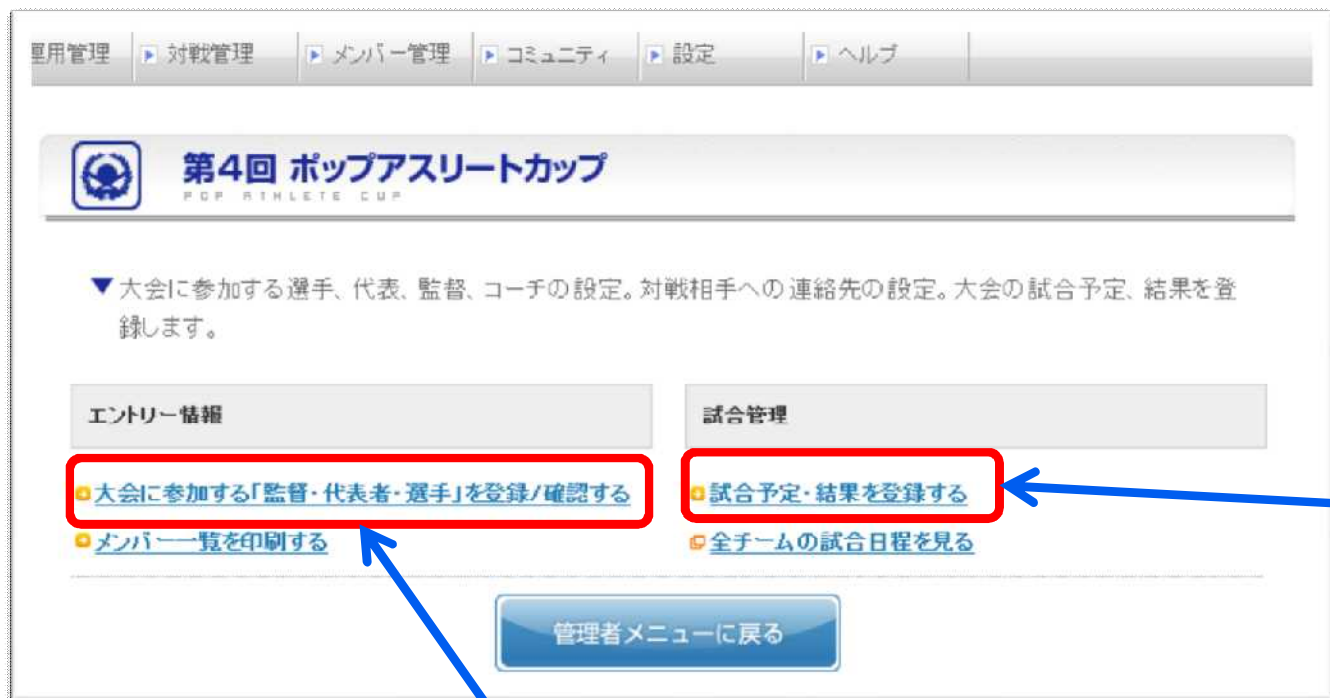 運用管理 対戦管理 メンバー管理 コミュニティ 設定 ヘルプ
第4回 ポップアスリートカップ
POP ATHLETE CUP
▼大会に参加する選手、代表、監督、コーチの設定。対戦相手への連絡先の設定。大会の試合予定、結果を登
録します。
エントリー情報
試合管理
大会に参加する「監督・代表者・選手」を登録/確認する
試合予定・結果を登録する
メンバー一覧を印刷する
全チームの試合日程を見る
管理者メニューに戻る